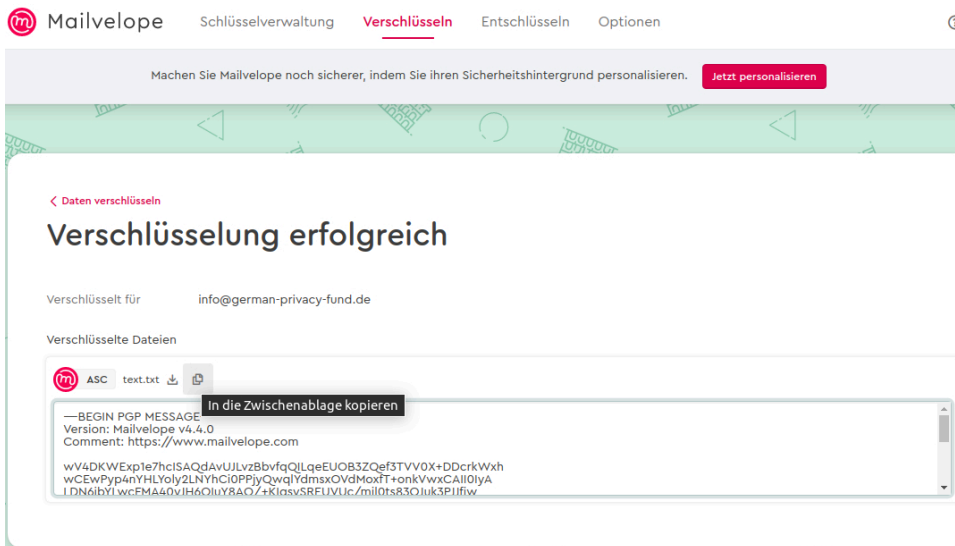 Mailvelope Schlüsselverwaltung Verschlüsseln Entschlüsseln Optionen
Machen Sie Mailvelope noch sicherer, indem Sie ihren Sicherheitshintergrund personalisieren. Jetzt personalisieren
Daten verschlüsseln
Verschlüsselung erfolgreich
Verschlüsselt für info@german-privacy-fund.de
Verschlüsselte Dateien
ASC text.txt
In die Zwischenablage kopieren
—BEGIN PGP MESSAGE
Version: Mailvelope v4.4.0
Comment: https://www.mailvelope.com
wV4DKWExp1e7hcISAQdAvUJLvzBbvfqQILqeEUOB3ZQef3TVV0X+DDcrkWxh
wCEwPyp4nYHLYoIy2LNYhCi0PPjyQwqlYdmsxOVdMoxfT+onkVwxCAII0IyA